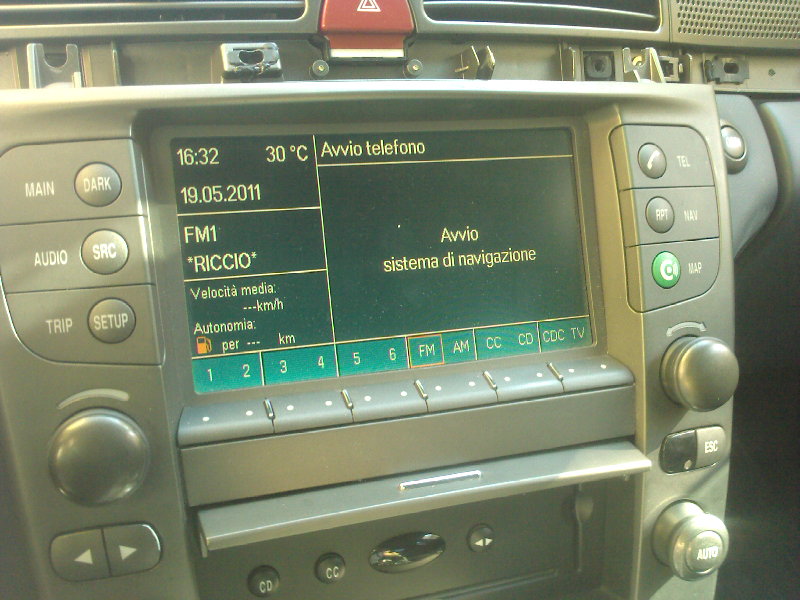 16:32 30 °C
Avvio telefono
19.05.2011
FM1
*RICCIO*
Velocità media:
---km/h
Autonomia:
per --- km
Avvio
sistema di navigazione
1 2 3 4 5 6 FM AM CC CD CDC TV
MAIN DARK
AUDIO SRC
TRIP SETUP
TEL
RPT NAV
MAP
ESC
AUTO
CD CC